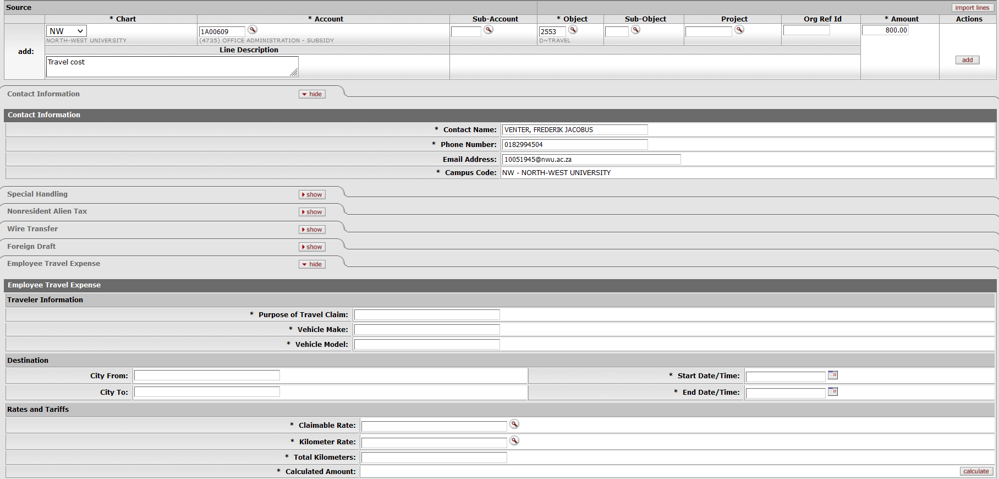 Source import lines
* Chart * Account Sub-Account * Object Sub-Object Project Org Ref Id * Amount Actions
add: NW 1A00609 2553 800.00
NORTH-WEST UNIVERSITY (4735) OFFICE ADMINISTRATION - SUBSIDY D~TRAVEL
Line Description
Travel cost add
Contact Information hide
Contact Information
* Contact Name: VENTER, FREDERIK JACOBUS
* Phone Number: 0182994504
Email Address: 10051945@nwu.ac.za
* Campus Code: NW - NORTH-WEST UNIVERSITY
Special Handling show
Nonresident Alien Tax show
Wire Transfer show
Foreign Draft show
Employee Travel Expense hide
Employee Travel Expense
Traveler Information
* Purpose of Travel Claim:
* Vehicle Make:
* Vehicle Model:
Destination
City From: * Start Date/Time:
City To: * End Date/Time:
Rates and Tariffs
* Claimable Rate:
* Kilometer Rate:
* Total Kilometers:
* Calculated Amount: calculate